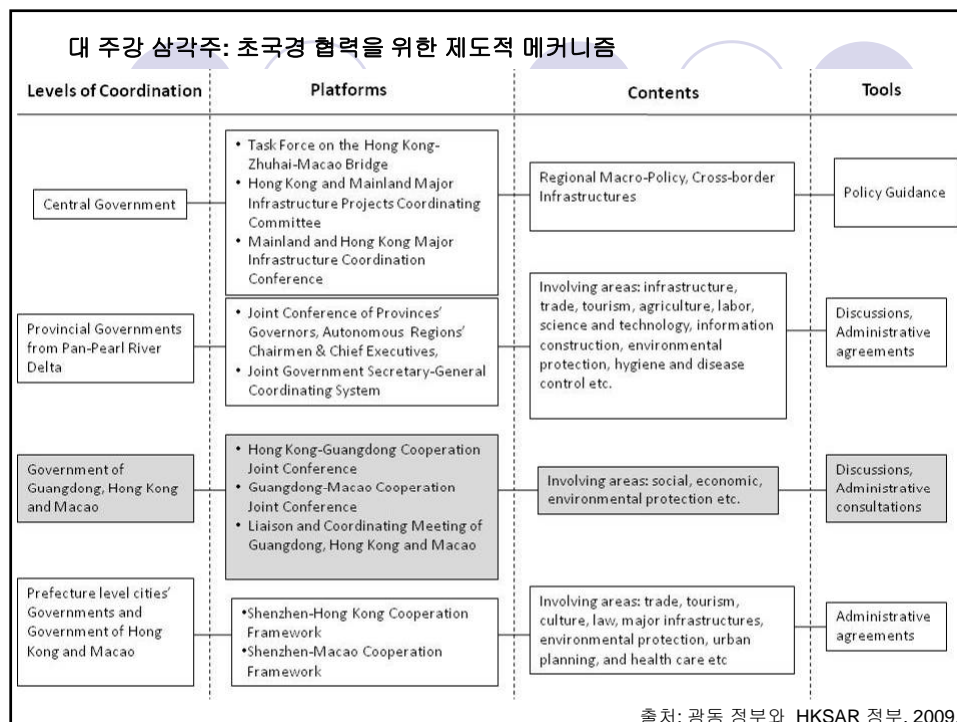 대 주강 삼각주: 초국경 협력을 위한 제도적 메커니즘
Levels of Coordination
Platforms
Contents
Tools
Central Government
• Task Force on the Hong Kong-
Zhuhai-Macao Bridge
• Hong Kong and Mainland Major
Infrastructure Projects Coordinating
Committee
• Mainland and Hong Kong Major
Infrastructure Coordination
Conference
Regional Macro-Policy, Cross-border
Infrastructures
Policy Guidance
Provincial Governments
from Pan-Pearl River
Delta
• Joint Conference of Provinces'
Governors, Autonomous Regions'
Chairmen & Chief Executives,
• Joint Government Secretary-General
Coordinating System
Involving areas: infrastructure,
trade, tourism, agriculture, labor,
science and technology, information
construction, environmental
protection, hygiene and disease
control etc.
Discussions,
Administrative
agreements
Government of
Guangdong, Hong Kong
and Macao
• Hong Kong-Guangdong Cooperation
Joint Conference
• Guangdong-Macao Cooperation
Joint Conference
• Liaison and Coordinating Meeting of
Guangdong, Hong Kong and Macao
Involving areas: social, economic,
environmental protection etc.
Discussions,
Administrative
consultations
Prefecture level cities'
Governments and
Government of Hong
Kong and Macao
•Shenzhen-Hong Kong Cooperation
Framework
•Shenzhen-Macao Cooperation
Framework
Involving areas: trade, tourism,
culture, law, major infrastructures,
environmental protection, urban
planning, and health care etc
Administrative
agreements
출처: 광동 정부와 HKSAR 정부, 2009.